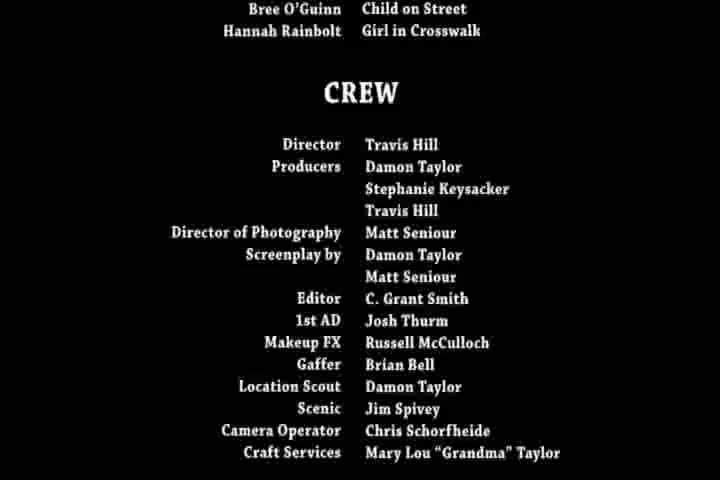 Bree O'Guinn Child on Street
Hannah Rainbolt Girl in Crosswalk
CREW
Director Travis Hill
Producers Damon Taylor
Stephanie Keysacker
Travis Hill
Director of Photography Matt Seniour
Screenplay by Damon Taylor
Matt Seniour
Editor C. Grant Smith
1st AD Josh Thurm
Makeup FX Russell McCulloch
Gaffer Brian Bell
Location Scout Damon Taylor
Scenic Jim Spivey
Camera Operator Chris Schorfheide
Craft Services Mary Lou “Grandma” Taylor